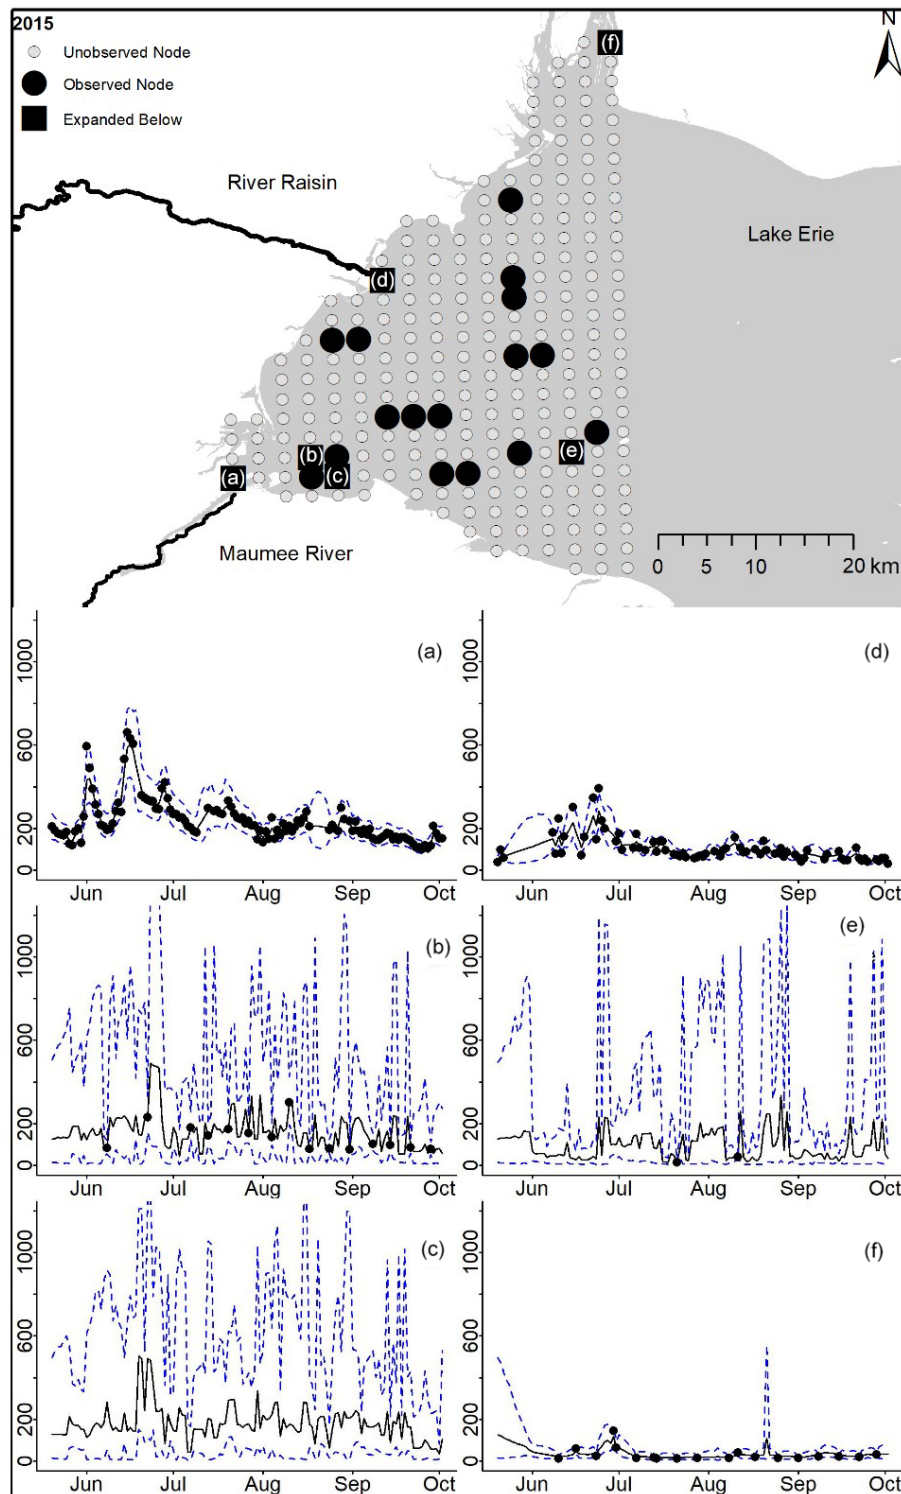 2015
N
Unobserved Node
Observed Node
Expanded Below
(f)
River Raisin
Lake Erie
(d)
(b)
(a)
(c)
(e)
Maumee River
0 5 10 20 km
(a)
0 200 600 1000
Jun Jul Aug Sep Oct
(d)
0 200 600 1000
Jun Jul Aug Sep Oct
(b)
0 200 600 1000
Jun Jul Aug Sep Oct
(e)
0 200 600 1000
Jun Jul Aug Sep Oct
(c)
0 200 600 1000
Jun Jul Aug Sep Oct
(f)
0 200 600 1000
Jun Jul Aug Sep Oct